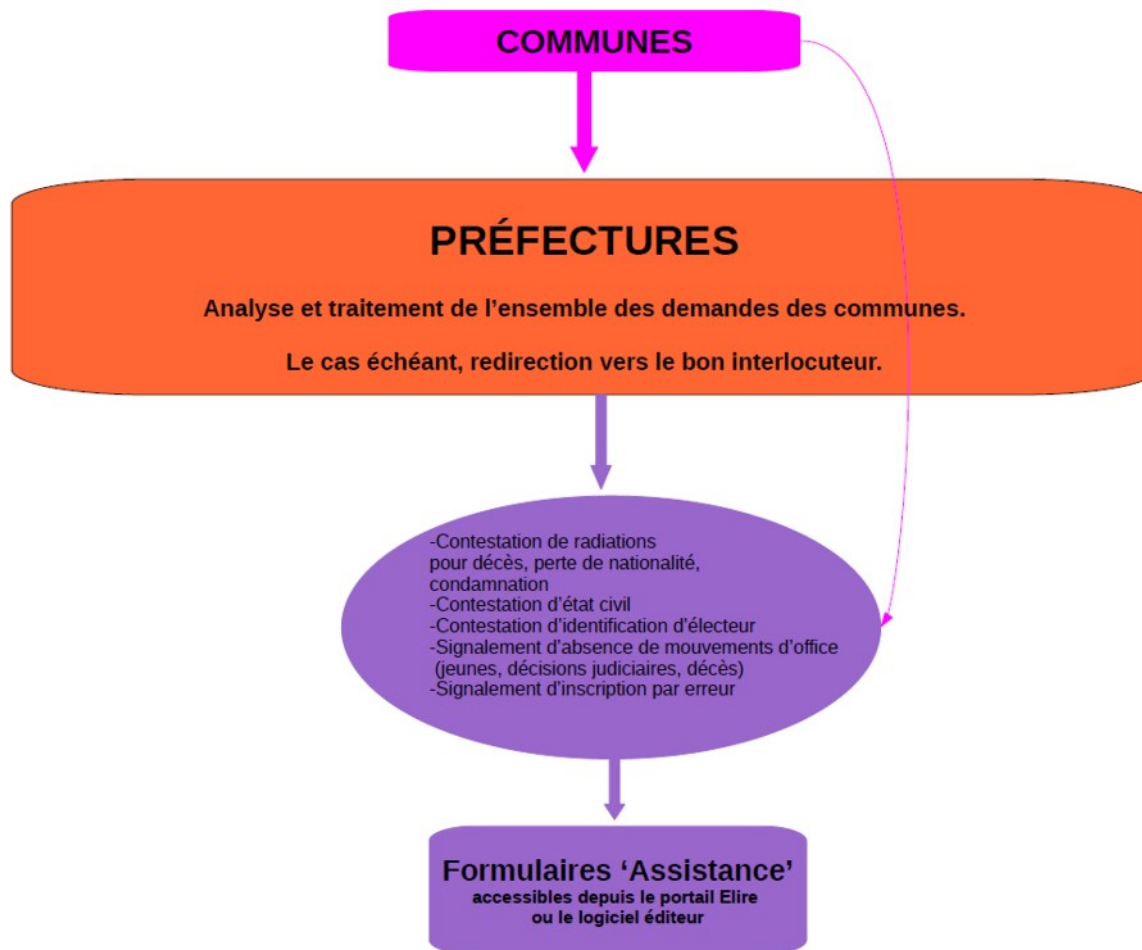 COMMUNES
PRÉFECTURES
Analyse et traitement de l’ensemble des demandes des communes.
Le cas échéant, redirection vers le bon interlocuteur.
-Contestation de radiations
pour décès, perte de nationalité,
condamnation
-Contestation d’état civil
-Contestation d’identification d’électeur
-Signalement d’absence de mouvements d’office
(jeunes, décisions judiciaires, décès)
-Signalement d’inscription par erreur
Formulaires ‘Assistance’
accessibles depuis le portail Elire
ou le logiciel éditeur